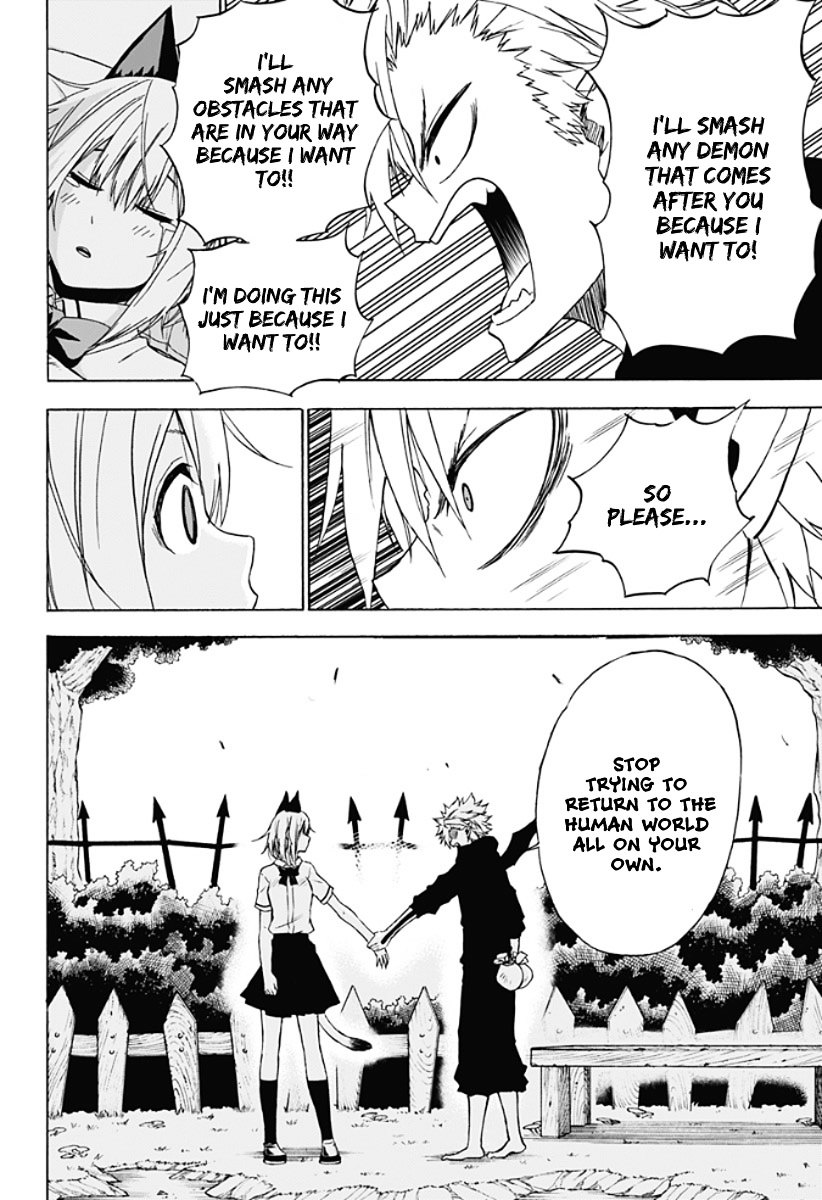 I'LL SMASH
ANY DEMON
THAT COMES
AFTER YOU
BECAUSE I
WANT TO!
I'LL
SMASH ANY
OBSTACLES THAT
ARE IN YOUR WAY
BECAUSE I WANT
TO!!
I'M DOING THIS
JUST BECAUSE I
WANT TO!!
SO
PLEASE...
STOP
TRYING TO
RETURN TO THE
HUMAN WORLD
ALL ON YOUR
OWN.